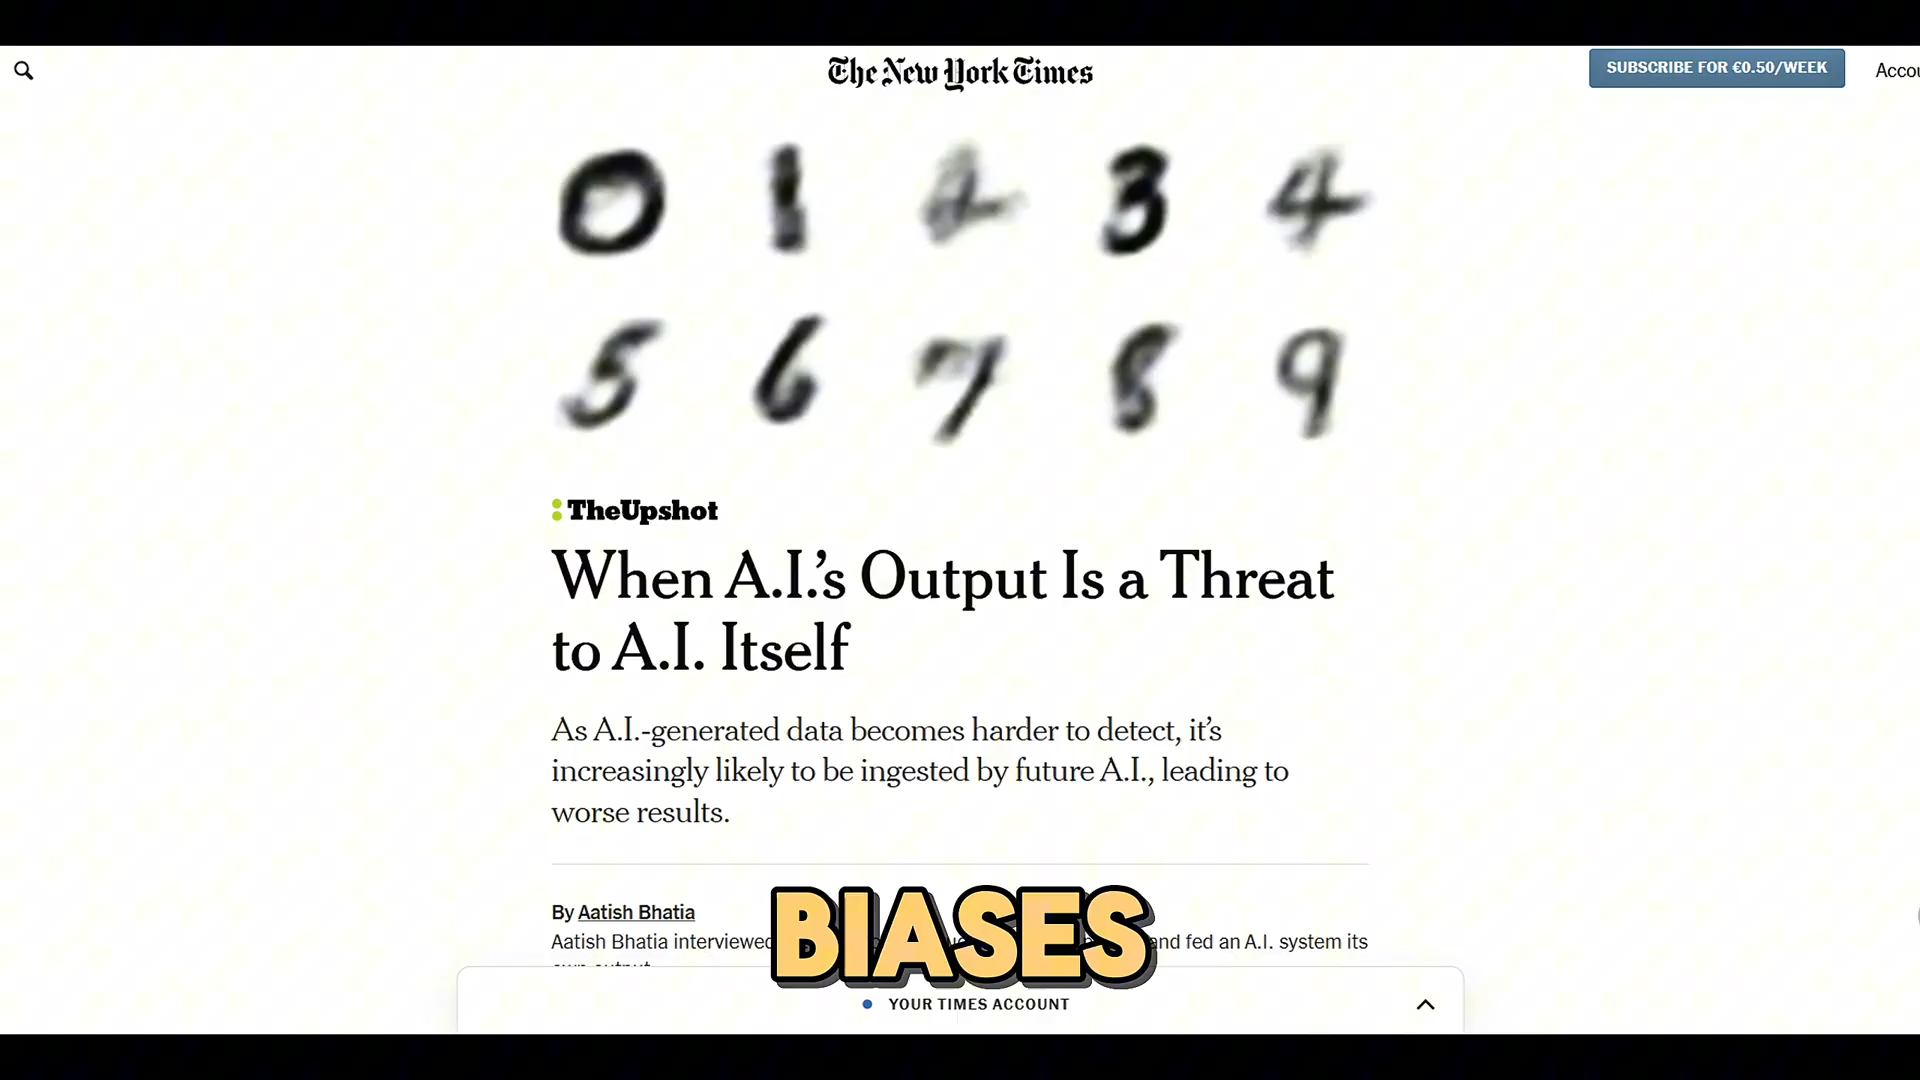 The New York Times
SUBSCRIBE FOR €0.50/WEEK
Accou
0 1 2 3 4
5 6 7 8 9
TheUpshot
When A.I.'s Output Is a Threat
to A.I. Itself
As A.I.-generated data becomes harder to detect, it's
increasingly likely to be ingested by future A.I., leading to
worse results.
By Aatish Bhatia
Aatish Bhatia interviewed and fed an A.I. system its
BIASES
YOUR TIMES ACCOUNT